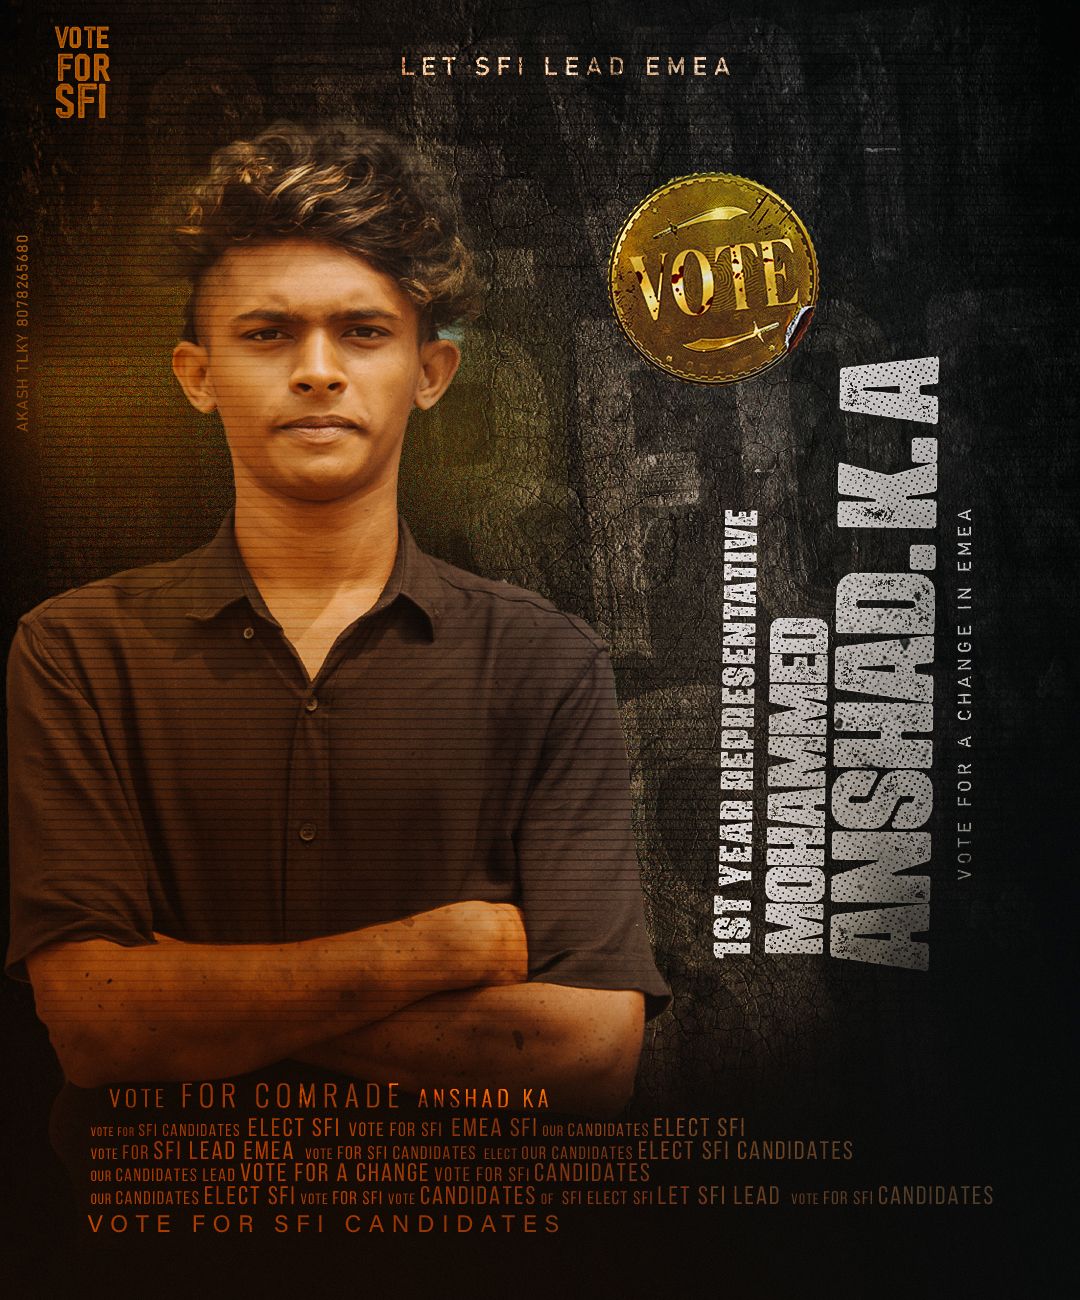 VOTE
FOR
SFI
LET SFI LEAD EMEA
AKASH TLKY 8078265680
VOTE
1ST YEAR REPRESENTATIVE
MOHAMMED
ANSHAD. K.A
VOTE FOR A CHANGE IN EMEA
VOTE FOR COMRADE ANSHAD KA
VOTE FOR SFI CANDIDATES ELECT SFI VOTE FOR SFI EMEA SFI OUR CANDIDATES ELECT SFI
VOTE FOR SFI LEAD EMEA VOTE FOR SFI CANDIDATES ELECT OUR CANDIDATES ELECT SFI CANDIDATES
OUR CANDIDATES LEAD VOTE FOR A CHANGE VOTE FOR SFI CANDIDATES
OUR CANDIDATES ELECT SFI VOTE FOR SFI VOTE CANDIDATES OF SFI ELECT SFI LET SFI LEAD VOTE FOR SFI CANDIDATES
VOTE FOR SFI CANDIDATES